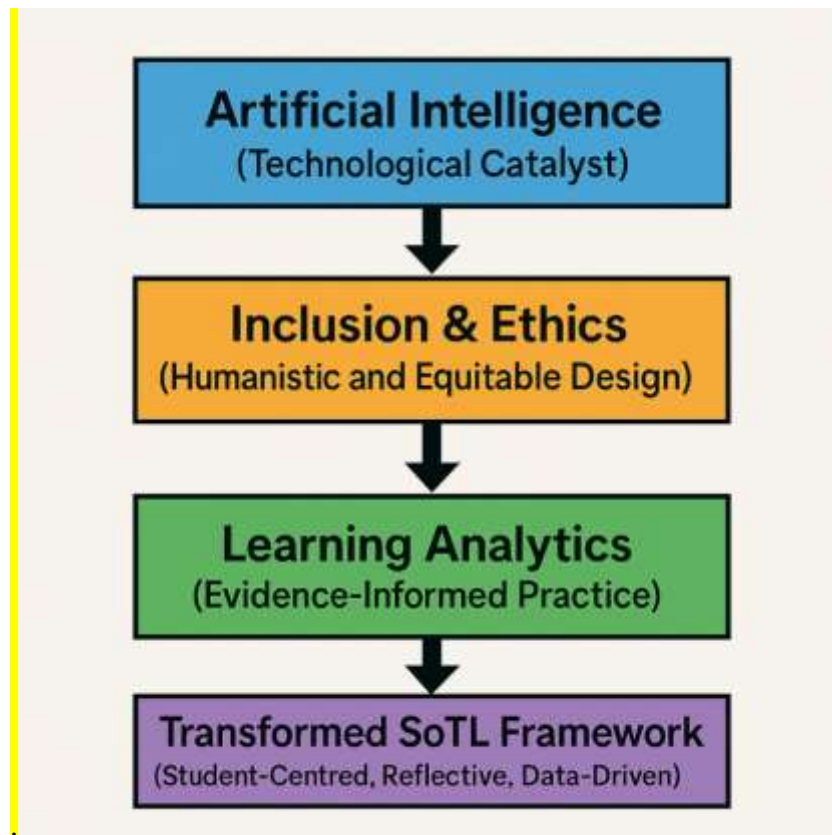 Artificial Intelligence
(Technological Catalyst)
Inclusion & Ethics
(Humanistic and Equitable Design)
Learning Analytics
(Evidence-Informed Practice)
Transformed SoTL Framework
(Student-Centred, Reflective, Data-Driven)